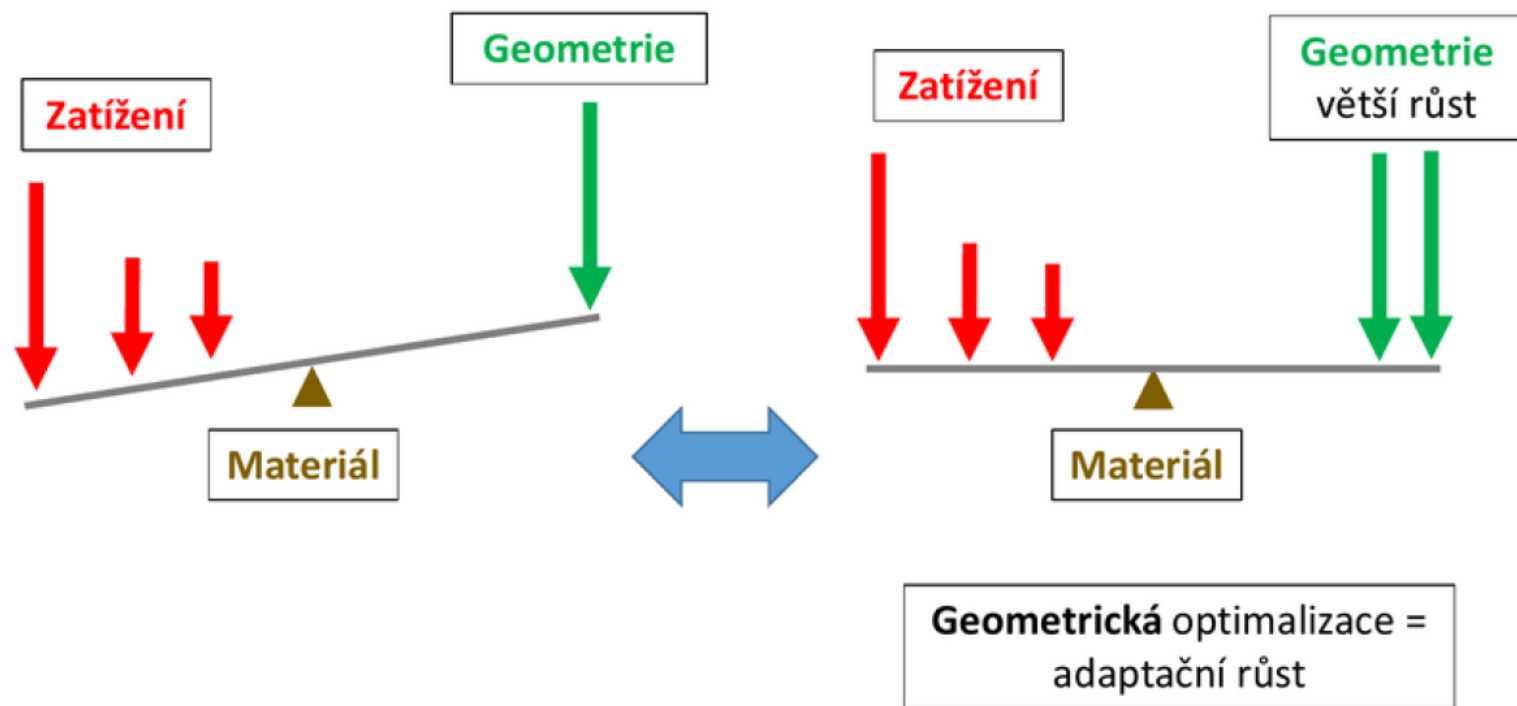 Zatížení
Geometrie
Materiál
Zatížení
Geometrie
větší růst
Materiál
Geometrická optimalizace =
adaptační růst